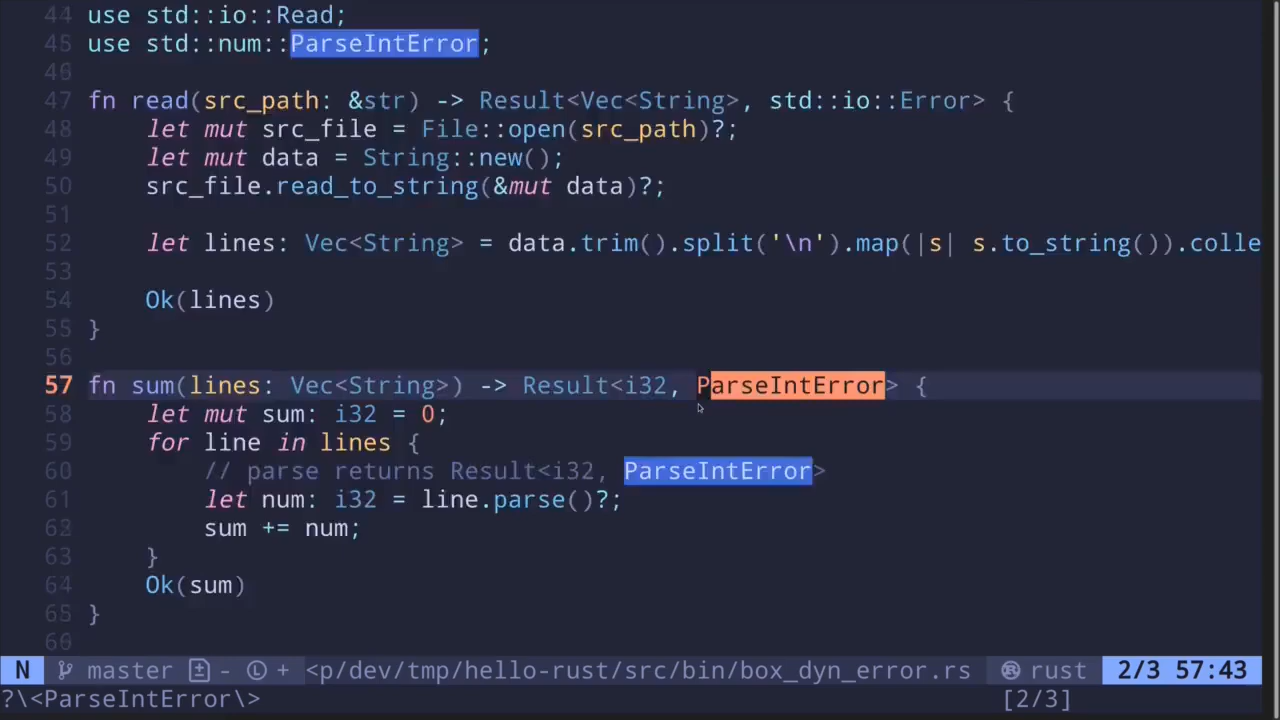 44 use std::io::Read;
45 use std::num::ParseIntError;
46
47 fn read(src_path: &str) -> Result<Vec<String>, std::io::Error> {
48     let mut src_file = File::open(src_path)?;
49     let mut data = String::new();
50     src_file.read_to_string(&mut data)?;
51
52     let lines: Vec<String> = data.trim().split('\n').map(|s| s.to_string()).colle
53
54     Ok(lines)
55 }
56
57 fn sum(lines: Vec<String>) -> Result<i32, ParseIntError> {
58     let mut sum: i32 = 0;
59     for line in lines {
60         // parse returns Result<i32, ParseIntError>
61         let num: i32 = line.parse()?;
62         sum += num;
63     }
64     Ok(sum)
65 }
N master - L + <p/dev/tmp/hello-rust/src/bin/box_dyn_error.rs rust 2/3 57:43
?\<ParseIntError\> [2/3]